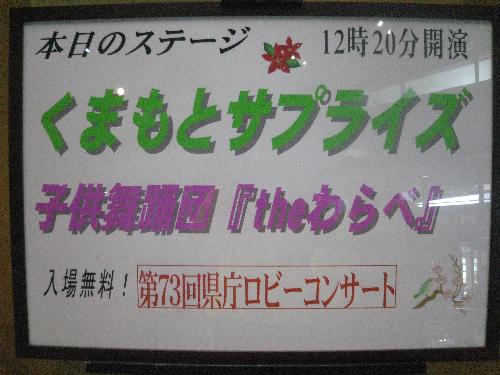 本日のステージ 12時20分開演
くまもとサプライズ
子供舞踊団『theわらべ』
入場無料！ 第73回県庁ロビーコンサート